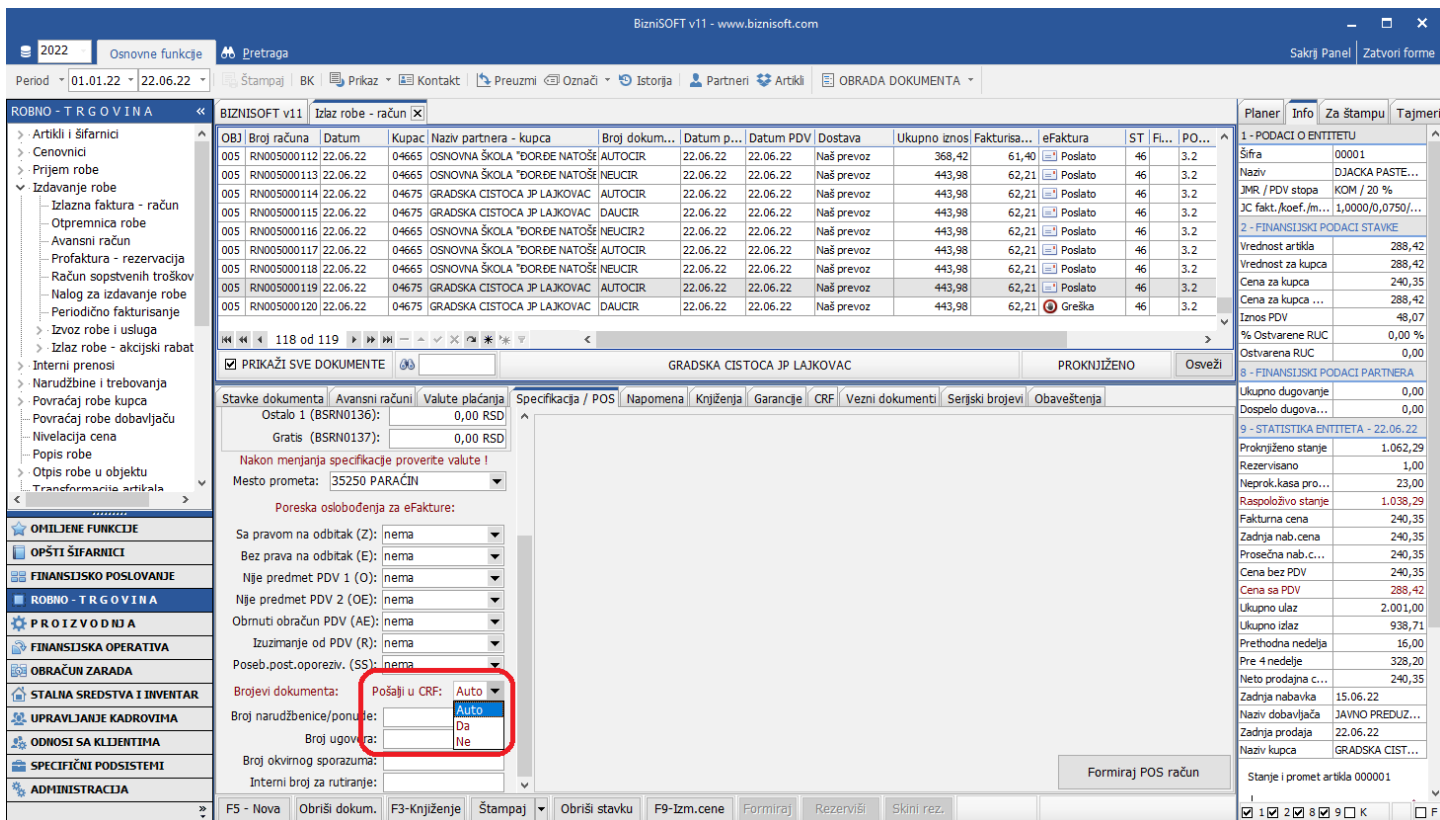 BizniSOFT v11 - www.biznisoft.com
2022 Osnovne funkcije Pretraga Sakrij Panel Zatvori forme
Period 01.01.22 22.06.22 Štampaj BK Prikaz Kontakt Preuzmi Označi Istorija Partneri Artikli OBRADA DOKUMENTA
ROBNO - T R G O V I N A «
Artikli i šifarnici
Cenovnici
Prijem robe
Izdavanje robe
Izlazna faktura - račun
Otpremnica robe
Avansni račun
Profaktura - rezervacija
Račun sopstvenih troškov
Nalog za izdavanje robe
Periodično fakturisanje
Izvoz robe i usluga
Izlaz robe - akcijski rabat
Interni prenosi
Narudžbine i trebovanja
Povraćaj robe kupca
Povraćaj robe dobavljaču
Nivelacija cena
Popis robe
Otpis robe u objektu
Transformacije artikala
OMILJENE FUNKCIJE
OPŠTI ŠIFARNICI
FINANSIJSKO POSLOVANJE
ROBNO - T R G O V I N A
P R O I Z V O D N J A
FINANSIJSKA OPERATIVA
OBRAČUN ZARADA
STALNA SREDSTVA I INVENTAR
UPRAVLJANJE KADROVIMA
ODNOSI SA KLIJENTIMA
SPECIFIČNI PODSISTEMI
ADMINISTRACIJA
»
BIZNISOFT v11 Izlaz robe - račun
OBJ Broj računa Datum Kupac Naziv partnera - kupca Broj dokum... Datum p... Datum PDV Dostava Ukupno iznos Fakturisa... eFaktura ST Fi... PO...
005 RN005000112 22.06.22 04665 OSNOVNA ŠKOLA "ĐORĐE NATOŠE AUTOCIR 22.06.22 22.06.22 Naš prevoz 368,42 61,40 Poslato 46 3.2
005 RN005000113 22.06.22 04665 OSNOVNA ŠKOLA "ĐORĐE NATOŠE NEUCIR 22.06.22 22.06.22 Naš prevoz 443,98 62,21 Poslato 46 3.2
005 RN005000114 22.06.22 04675 GRADSKA CISTOCA JP LAJKOVAC AUTOCIR 22.06.22 22.06.22 Naš prevoz 443,98 62,21 Poslato 46 3.2
005 RN005000115 22.06.22 04675 GRADSKA CISTOCA JP LAJKOVAC DAUCIR 22.06.22 22.06.22 Naš prevoz 443,98 62,21 Poslato 46 3.2
005 RN005000116 22.06.22 04665 OSNOVNA ŠKOLA "ĐORĐE NATOŠE NEUCIR2 22.06.22 22.06.22 Naš prevoz 443,98 62,21 Poslato 46 3.2
005 RN005000117 22.06.22 04665 OSNOVNA ŠKOLA "ĐORĐE NATOŠE AUTOCIR 22.06.22 22.06.22 Naš prevoz 443,98 62,21 Poslato 46 3.2
005 RN005000118 22.06.22 04665 OSNOVNA ŠKOLA "ĐORĐE NATOŠE NEUCIR 22.06.22 22.06.22 Naš prevoz 443,98 62,21 Poslato 46 3.2
005 RN005000119 22.06.22 04675 GRADSKA CISTOCA JP LAJKOVAC AUTOCIR 22.06.22 22.06.22 Naš prevoz 443,98 62,21 Poslato 46 3.2
005 RN005000120 22.06.22 04675 GRADSKA CISTOCA JP LAJKOVAC DAUCIR 22.06.22 22.06.22 Naš prevoz 443,98 62,21 Greška 46 3.2
118 od 119
PRIKAŽI SVE DOKUMENTE GRADSKA CISTOCA JP LAJKOVAC PROKNJIŽENO Osveži
Stavke dokumenta Avansni računi Valute plaćanja Specifikacija / POS Napomena Knjiženja Garancije CRF Vezni dokumenti Serijski brojevi Obaveštenja
Ostalo 1 (BSRN0136): 0,00 RSD
Gratis (BSRN0137): 0,00 RSD
Nakon menjanja specifikacije proverite valute !
Mesto prometa: 35250 PARAĆIN
Poreska oslobođenja za eFakture:
Sa pravom na odbitak (Z): nema
Bez prava na odbitak (E): nema
Nije predmet PDV 1 (O): nema
Nije predmet PDV 2 (OE): nema
Obrnuti obračun PDV (AE): nema
Izuzimanje od PDV (R): nema
Poseb.post.oporeziv. (SS): nema
Brojevi dokumenta: Pošalji u CRF: Auto
Auto
Da
Ne
Broj narudžbenice/ponude:
Broj ugovora:
Broj okvirnog sporazuma:
Interni broj za rutiranje:
Formiraj POS račun
F5 - Nova Obriši dokum. F3-Knjiženje Štampaj Obriši stavku F9-Izm.cene Formiraj Rezerviši Skini rez.
Planer Info Za štampu Tajmeri
1 - PODACI O ENTITETU
Šifra 00001
Naziv DJACKA PASTE...
JMR / PDV stopa KOM / 20 %
JC fakt./koef./m... 1,0000/0,0750/...
2 - FINANSIJSKI PODACI STAVKE
Vrednost artikla 288,42
Vrednost za kupca 288,42
Cena za kupca 240,35
Cena za kupca ... 288,42
Iznos PDV 48,07
% Ostvarene RUC 0,00 %
Ostvarena RUC 0,00
8 - FINANSIJSKI PODACI PARTNERA
Ukupno dugovanje 0,00
Dospelo dugova... 0,00
9 - STATISTIKA ENTITETA - 22.06.22
Proknjiženo stanje 1.062,29
Rezervisano 1,00
Neprok.kasa pro... 23,00
Raspoloživo stanje 1.038,29
Fakturna cena 240,35
Zadnja nab.cena 240,35
Prosečna nab.c... 240,35
Cena bez PDV 240,35
Cena sa PDV 288,42
Ukupno ulaz 2.001,00
Ukupno izlaz 938,71
Prethodna nedelja 16,00
Pre 4 nedelje 328,20
Neto prodajna c... 240,35
Zadnja nabavka 15.06.22
Naziv dobavljača JAVNO PREDUZ...
Zadnja prodaja 22.06.22
Naziv kupca GRADSKA CIST...
Stanje i promet artikla 000001
1 2 8 9 K F